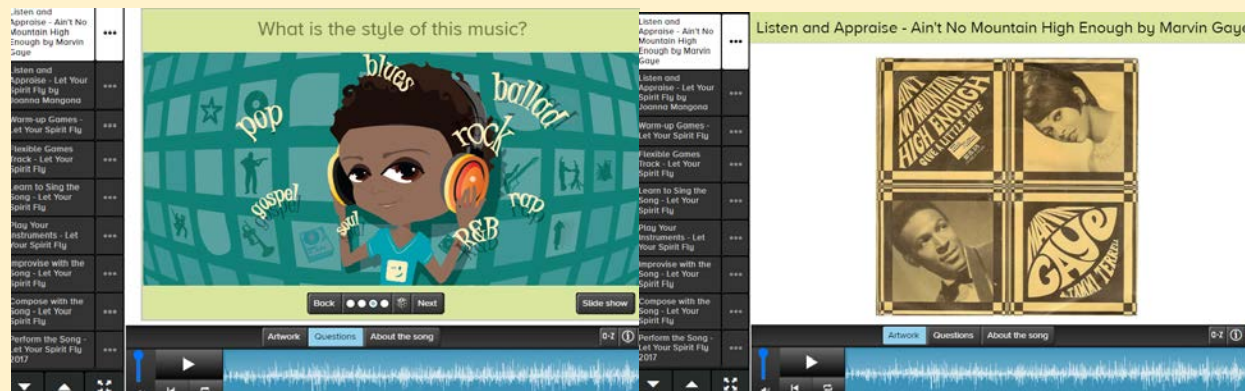 Listen and
Appraise - Ain't No
Mountain High
Enough by Marvin
Gaye
Listen and
Appraise - Let Your
Spirit Fly by
Joanna Mangona
Warm-up Games -
Let Your Spirit Fly
Flexible Games
Track - Let Your
Spirit Fly
Learn to Sing the
Song - Let Your
Spirit Fly
Play Your
Instruments - Let
Your Spirit Fly
Improvise with the
Song - Let Your
Spirit Fly
Compose with the
Song - Let Your
Spirit Fly
Perform the Song -
Let Your Spirit Fly
2017
What is the style of this music?
blues
pop
ballad
rock
gospel
soul
rap
R&B
Back
Next
Slide show
Artwork
Questions
About the song
Listen and
Appraise - Ain't No
Mountain High
Enough by Marvin
Gaye
Listen and
Appraise - Let Your
Spirit Fly by
Joanna Mangona
Warm-up Games -
Let Your Spirit Fly
Flexible Games
Track - Let Your
Spirit Fly
Learn to Sing the
Song - Let Your
Spirit Fly
Play Your
Instruments - Let
Your Spirit Fly
Improvise with the
Song - Let Your
Spirit Fly
Compose with the
Song - Let Your
Spirit Fly
Perform the Song -
Let Your Spirit Fly
2017
Listen and Appraise - Ain't No Mountain High Enough by Marvin Gaye
AIN'T
NO MOUNTAIN
HIGH ENOUGH
GIVE A LITTLE LOVE
MARVIN
GAYE
& TAMMI TERRELL
Artwork
Questions
About the song